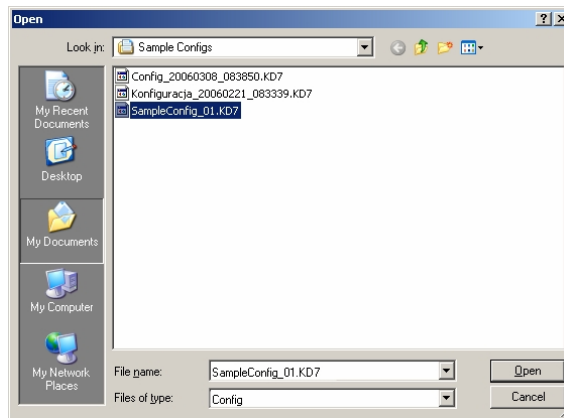 Open
Look in:
Sample Configs
My Recent
Documents
Desktop
My Documents
My Computer
My Network
Places
Config_20060308_083850.KD7
Konfiguracja_20060221_083339.KD7
SampleConfig_01.KD7
File name:
SampleConfig_01.KD7
Open
Files of type:
Config
Cancel